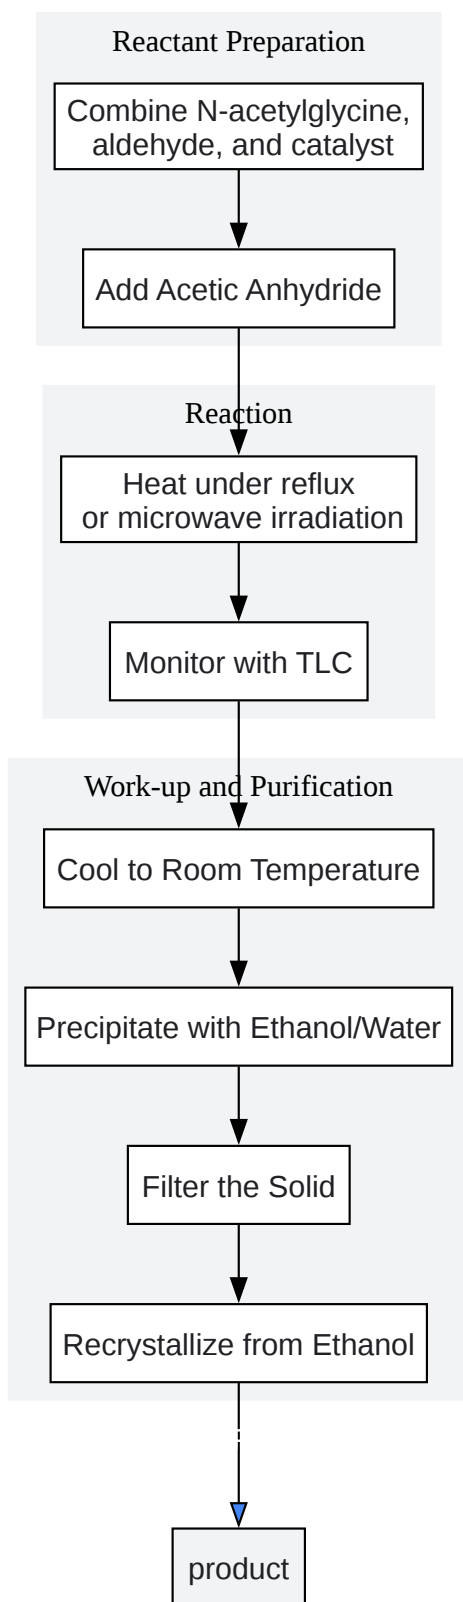 Reactant Preparation
Combine N-acetylglycine,
aldehyde, and catalyst
Add Acetic Anhydride
Reaction
Heat under reflux
or microwave irradiation
Monitor with TLC
Work-up and Purification
Cool to Room Temperature
Precipitate with Ethanol/Water
Filter the Solid
Recrystallize from Ethanol
product